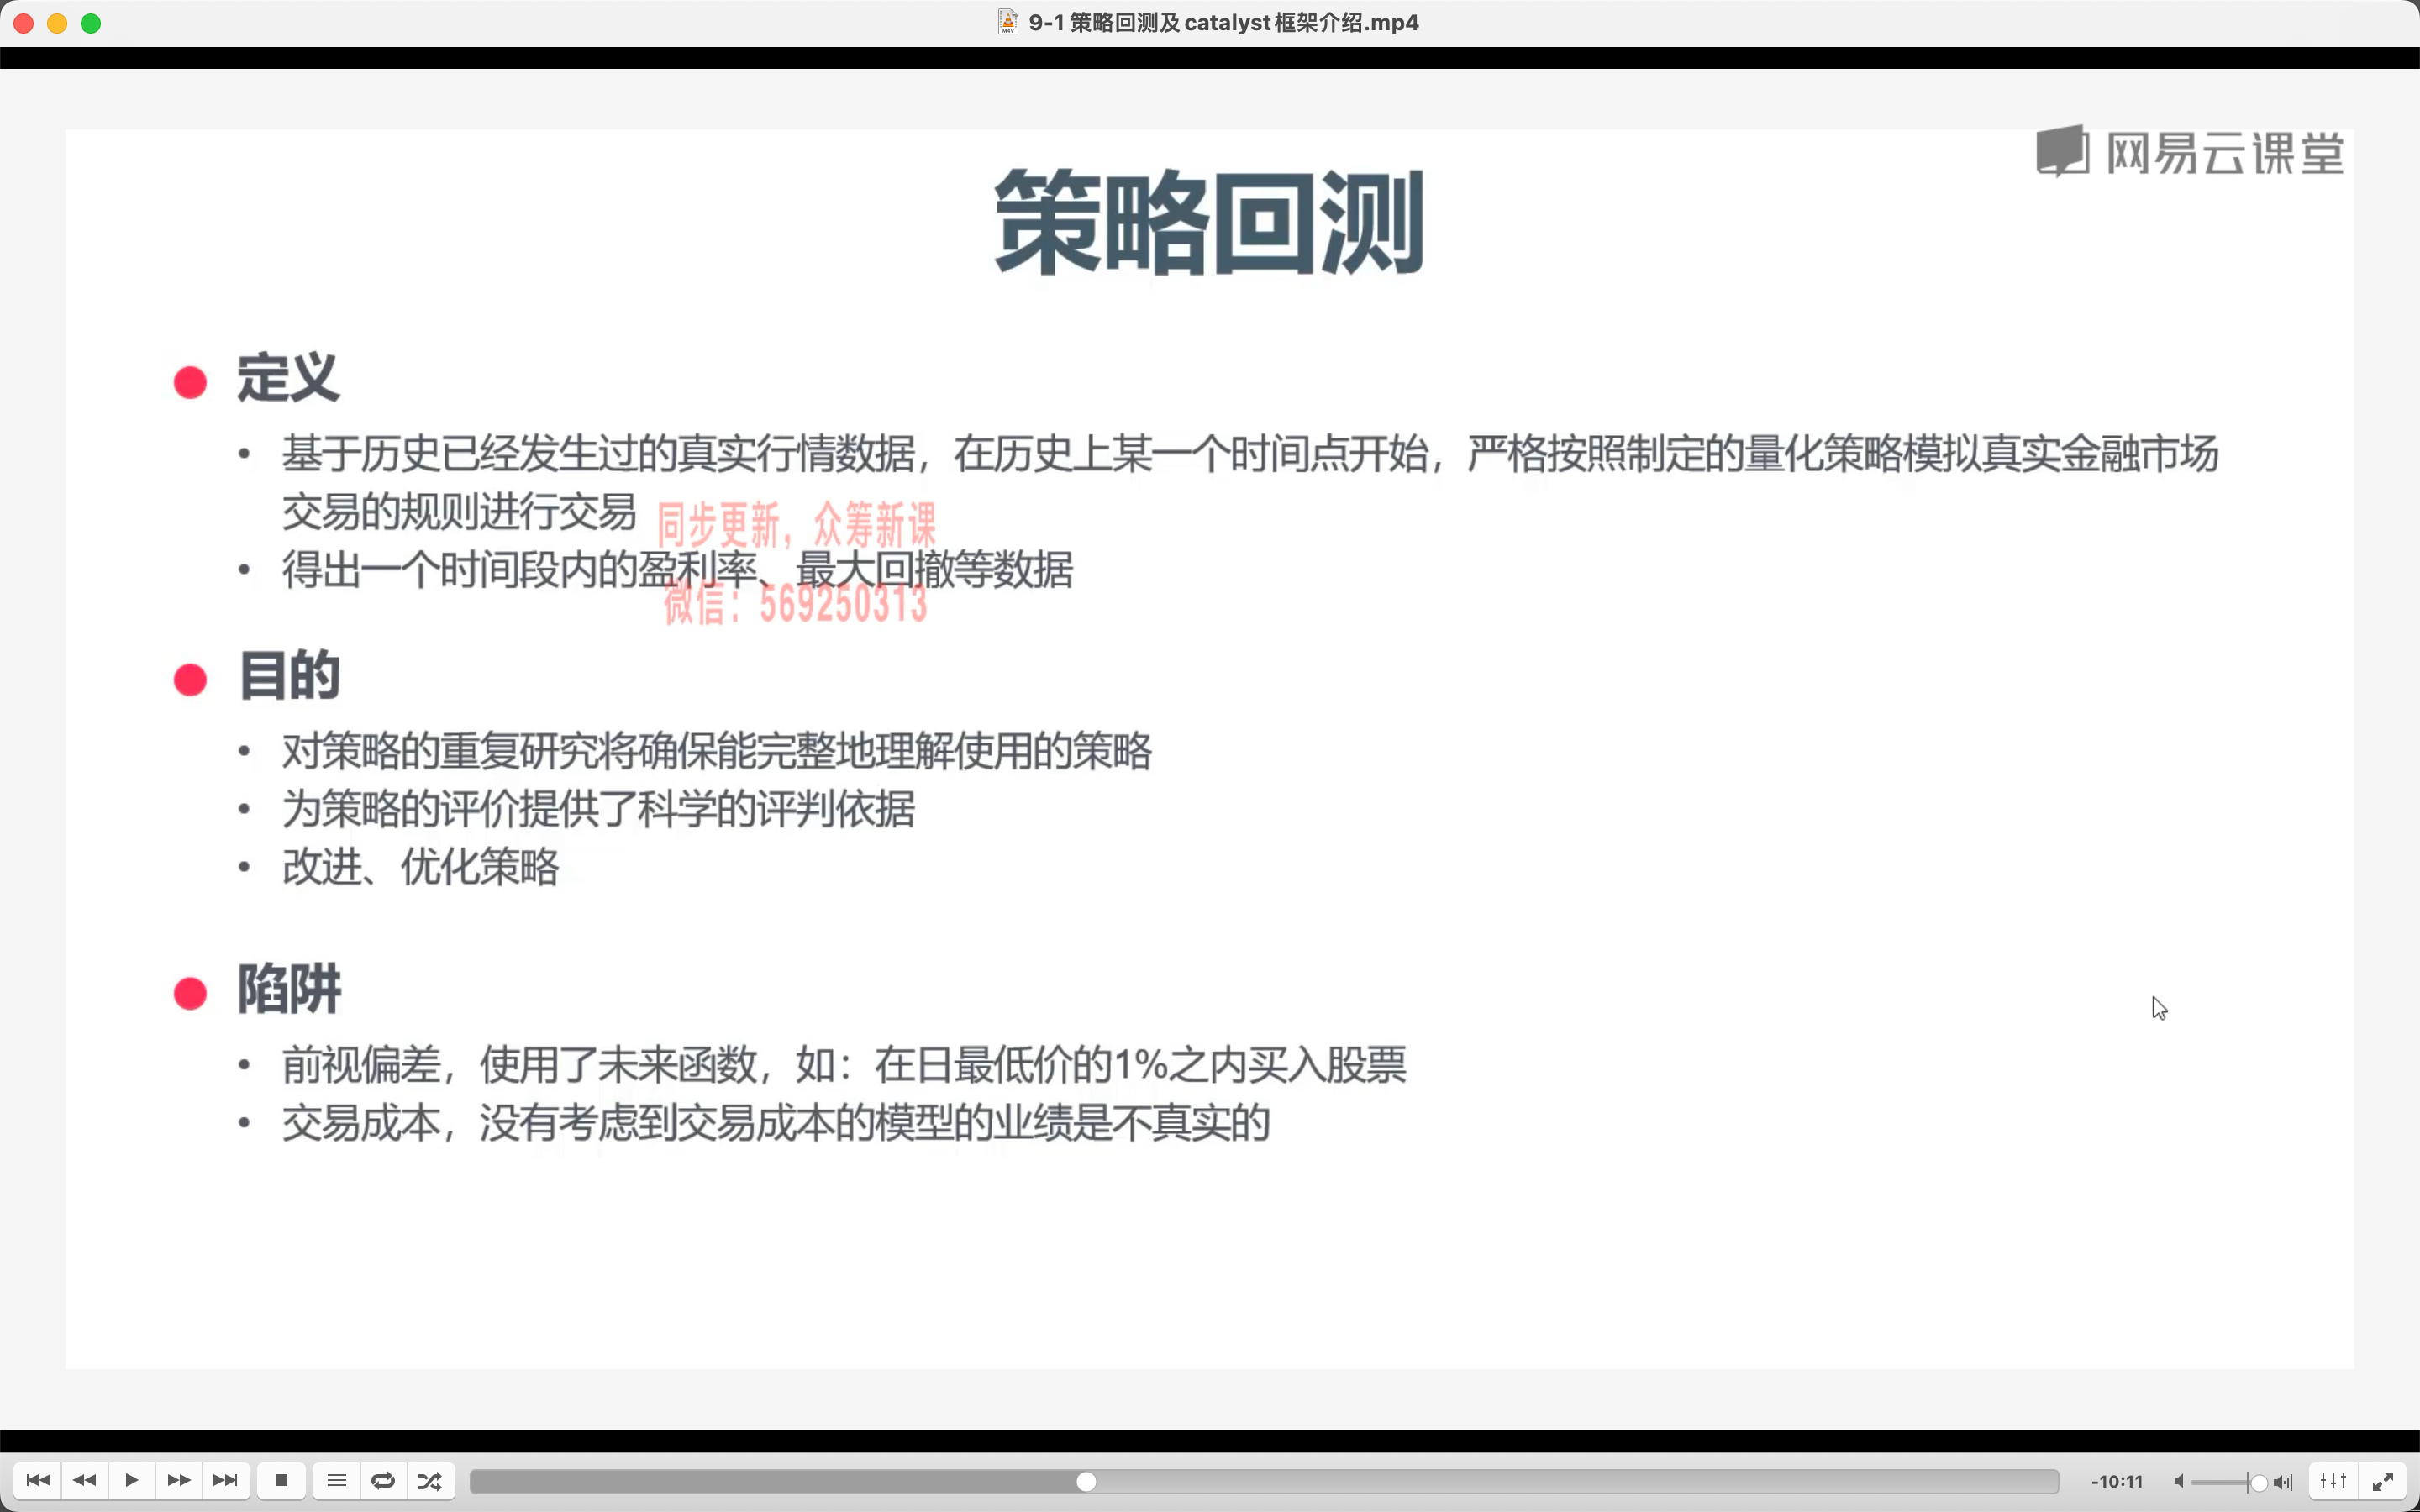 9-1 策略回测及 catalyst 框架介绍.mp4
网易云课堂
策略回测
定义
• 基于历史已经发生过的真实行情数据，在历史上某一个时间点开始，严格按照制定的量化策略模拟真实金融市场
交易的规则进行交易
同步更新，众筹新课
• 得出一个时间段内的盈利率、最大回撤等数据
微信：569250313
目的
• 对策略的重复研究将确保能完整地理解使用的策略
• 为策略的评价提供了科学的评判依据
• 改进、优化策略
陷阱
• 前视偏差，使用了未来函数，如：在日最低价的1%之内买入股票
• 交易成本，没有考虑到交易成本的模型的业绩是不真实的
-10:11